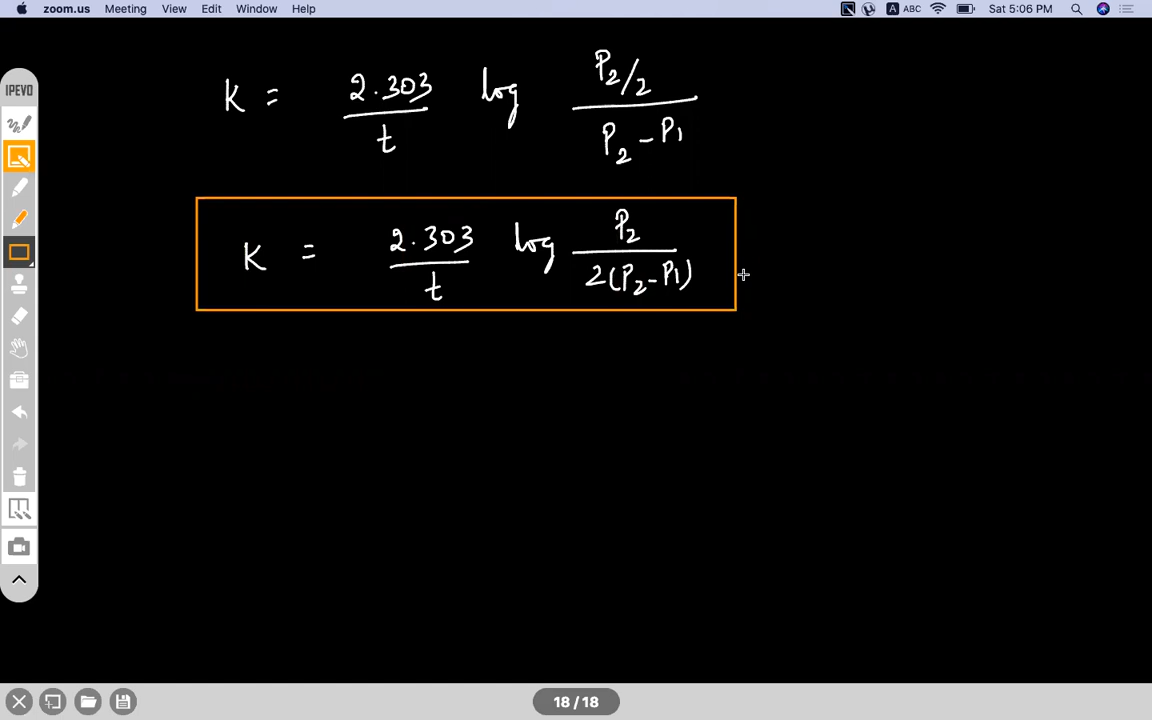 zoom.us Meeting View Edit Window Help A ABC Sat 5:06 PM
IPEVO
K = 2.303/t log (P₂/2)/(P₂ - P₁)
K = 2.303/t log P₂/2(P₂-P₁)
18 / 18